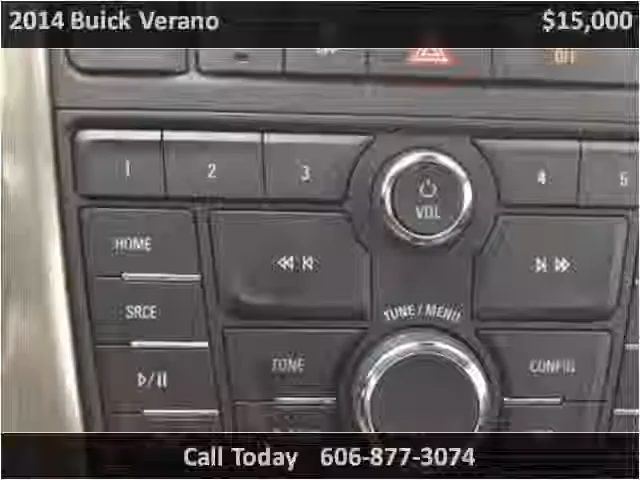 2014 Buick Verano $15,000
OFF
1 2 3 4 5
VOL
HOME
SRCE
TUNE / MENU
TONE CONFIG
Call Today 606-877-3074